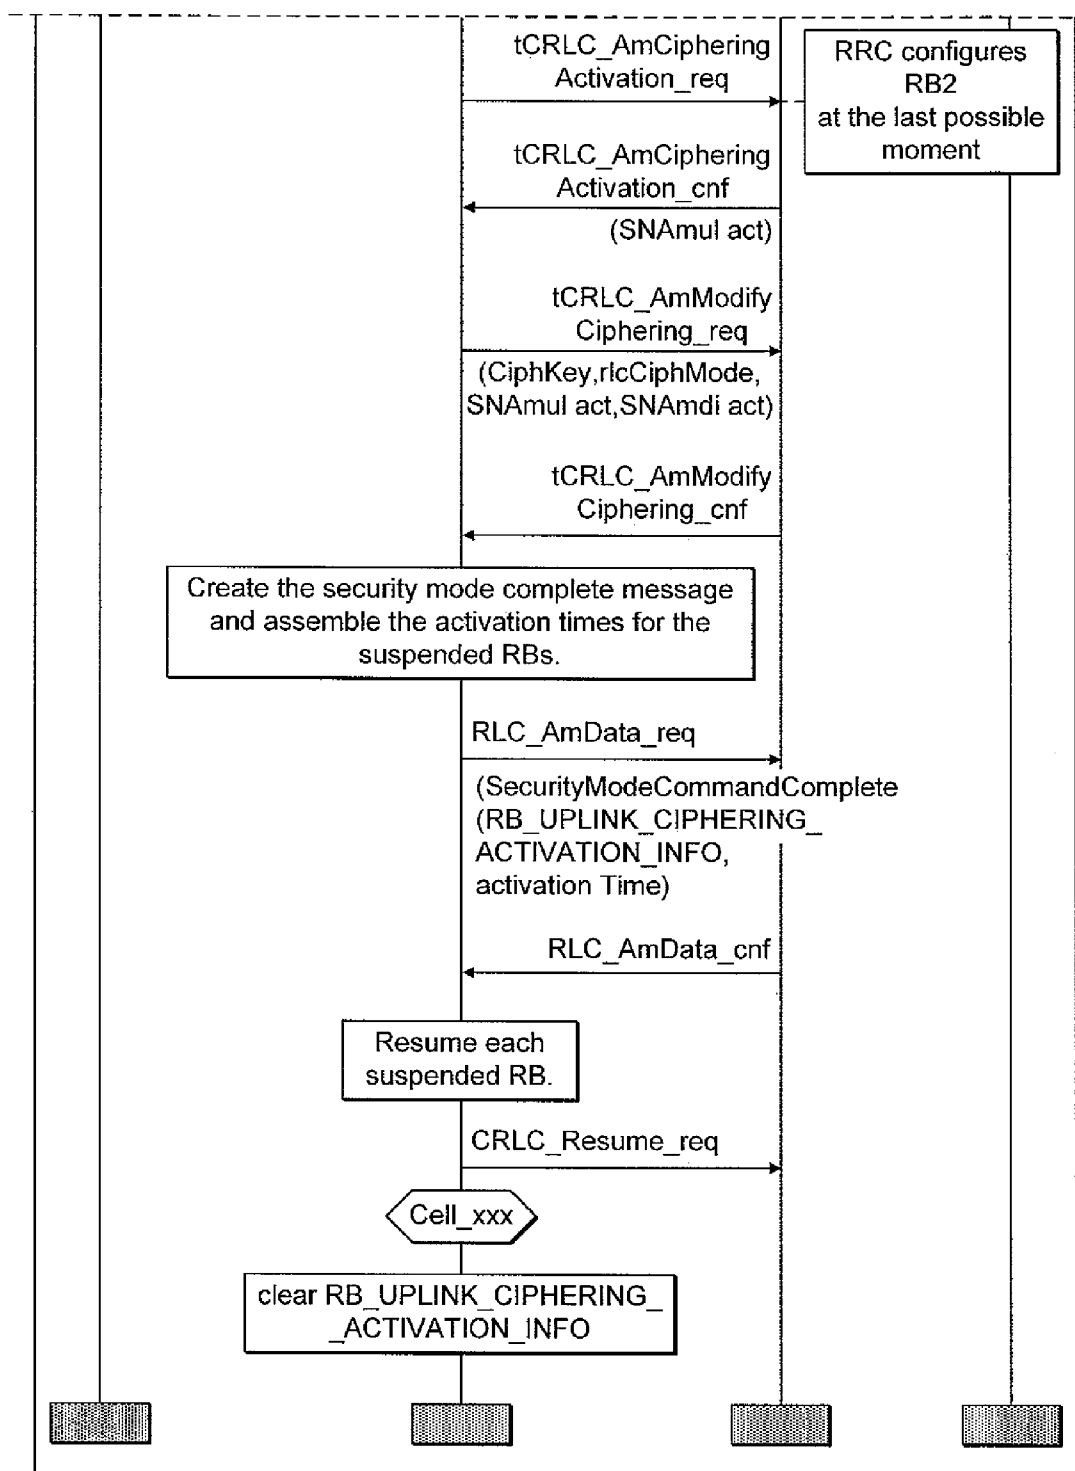 tCRLC_AmCiphering
Activation_req
RRC configures
RB2
at the last possible
moment
tCRLC_AmCiphering
Activation_cnf
(SNAmul act)
tCRLC_AmModify
Ciphering_req
(CiphKey,rlcCiphMode,
SNAmul act,SNAmdi act)
tCRLC_AmModify
Ciphering_cnf
Create the security mode complete message
and assemble the activation times for the
suspended RBs.
RLC_AmData_req
(SecurityModeCommandComplete
(RB_UPLINK_CIPHERING_
ACTIVATION_INFO,
activation Time)
RLC_AmData_cnf
Resume each
suspended RB.
CRLC_Resume_req
Cell_xxx
clear RB_UPLINK_CIPHERING_
_ACTIVATION_INFO